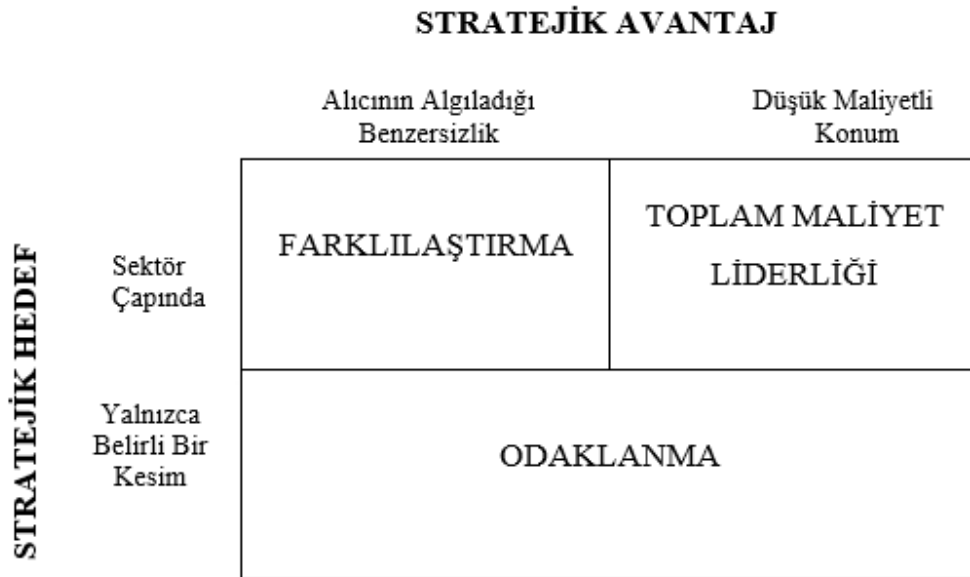 STRATEJİK AVANTAJ
Alıcının Algıladığı
Benzersizlik
Düşük Maliyetli
Konum
STRATEJİK HEDEF
Sektör
Çapında
FARKLILAŞTIRMA
TOPLAM MALİYET
LİDERLİĞİ
Yalnızca
Belirli Bir
Kesim
ODAKLANMA